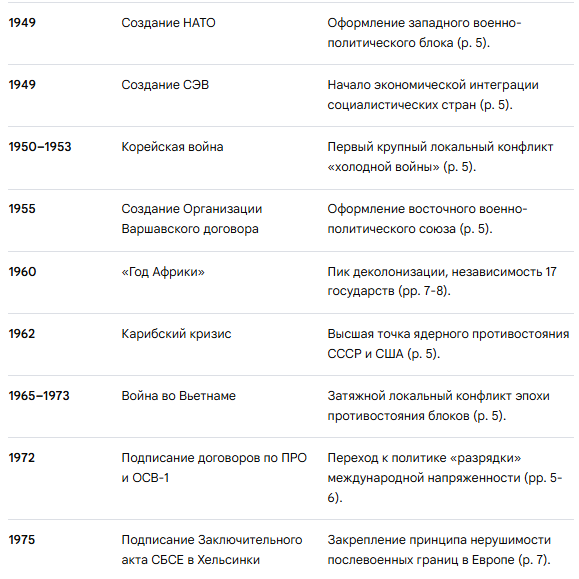 1949 Создание НАТО Оформление западного военно-
политического блока (p. 5).
1949 Создание СЭВ Начало экономической интеграции
социалистических стран (p. 5).
1950–1953 Корейская война Первый крупный локальный конфликт
«холодной войны» (p. 5).
1955 Создание Организации Оформление восточного военно-
Варшавского договора политического союза (p. 5).
1960 «Год Африки» Пик деколонизации, независимость 17
государств (pp. 7-8).
1962 Карибский кризис Высшая точка ядерного противостояния
СССР и США (p. 5).
1965–1973 Война во Вьетнаме Затяжной локальный конфликт эпохи
противостояния блоков (p. 5).
1972 Подписание договоров по ПРО Переход к политике «разрядки»
и ОСВ-1 международной напряженности (pp. 5-
6).
1975 Подписание Заключительного Закрепление принципа нерушимости
акта СБСЕ в Хельсинки послевоенных границ в Европе (p. 7).